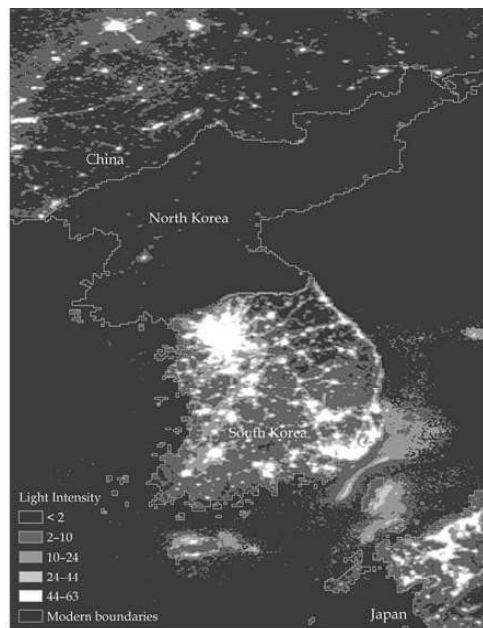 China
North Korea
South Korea
Light Intensity
< 2
2–10
10–24
24–44
44–63
Modern boundaries
Japan